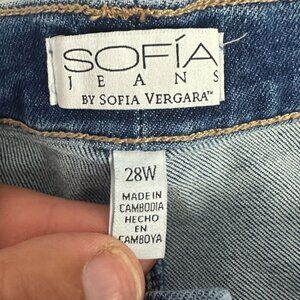 SOFÍA
JEANS
BY SOFIA VERGARA™
28W
MADE IN
CAMBODIA
HECHO
EN
CAMBOYA